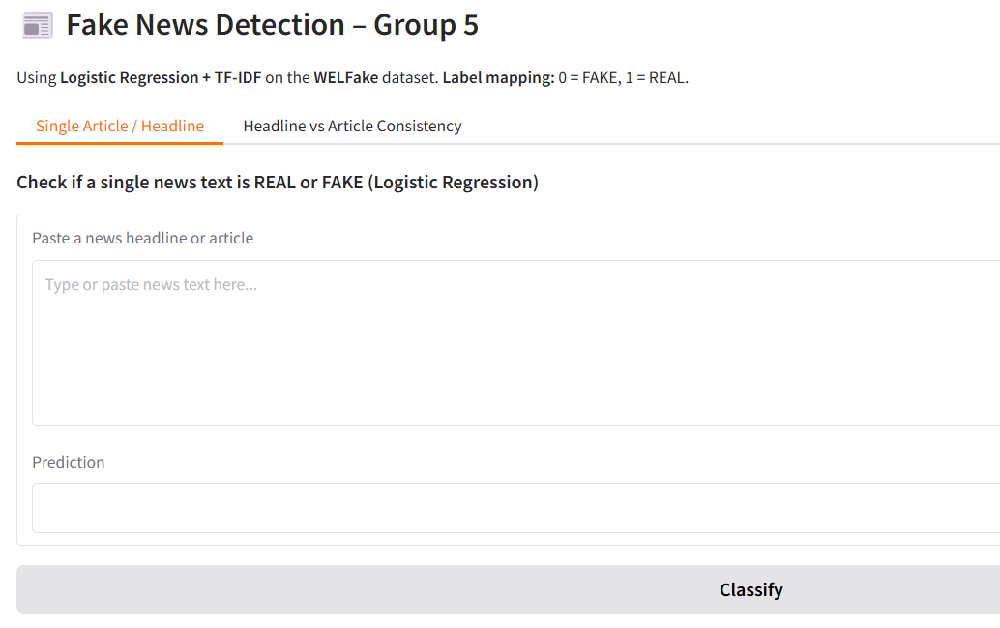 Fake News Detection – Group 5
Using Logistic Regression + TF-IDF on the WELFake dataset. Label mapping: 0 = FAKE, 1 = REAL.
Single Article / Headline
Headline vs Article Consistency
Check if a single news text is REAL or FAKE (Logistic Regression)
Paste a news headline or article
Type or paste news text here...
Prediction
Classify